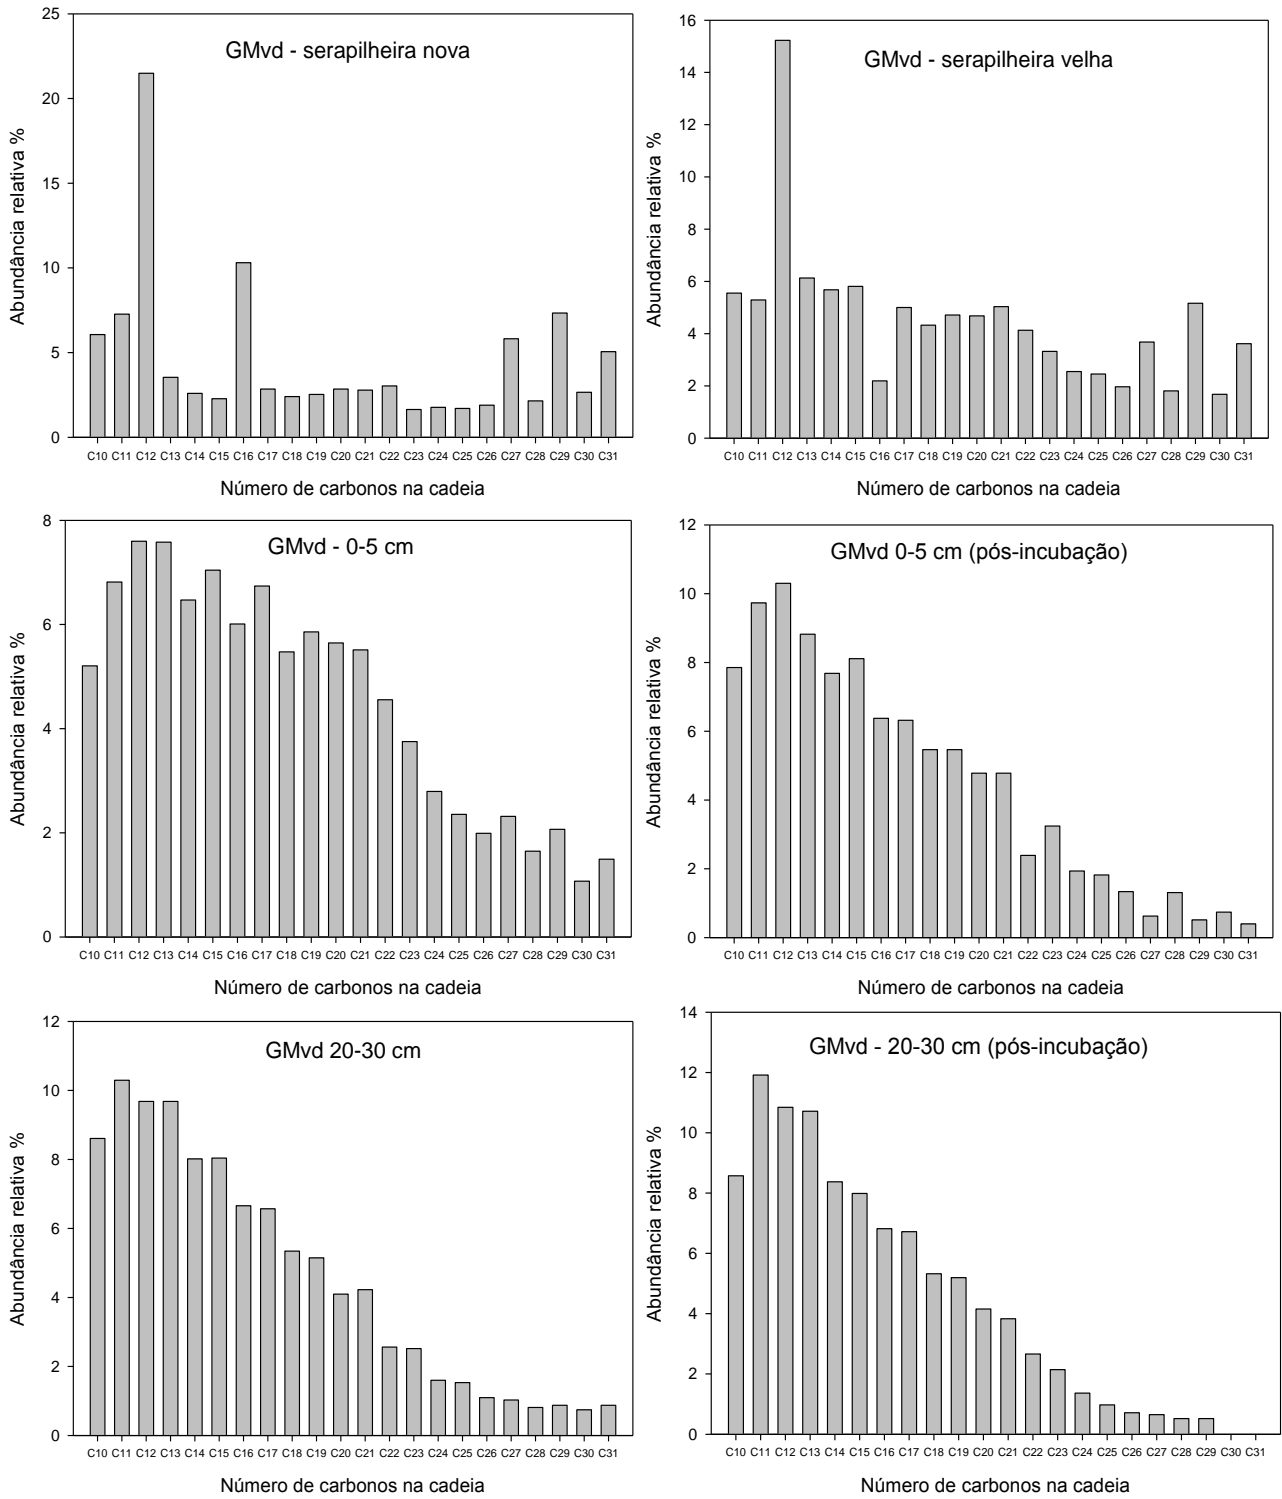 GMvd - serapilheira nova
Abundância relativa %
25
20
15
10
5
0
C10 C11 C12 C13 C14 C15 C16 C17 C18 C19 C20 C21 C22 C23 C24 C25 C26 C27 C28 C29 C30 C31
Número de carbonos na cadeia
GMvd - serapilheira velha
Abundância relativa %
16
14
12
10
8
6
4
2
0
C10 C11 C12 C13 C14 C15 C16 C17 C18 C19 C20 C21 C22 C23 C24 C25 C26 C27 C28 C29 C30 C31
Número de carbonos na cadeia
GMvd - 0-5 cm
Abundância relativa %
8
6
4
2
0
C10 C11 C12 C13 C14 C15 C16 C17 C18 C19 C20 C21 C22 C23 C24 C25 C26 C27 C28 C29 C30 C31
Número de carbonos na cadeia
GMvd 0-5 cm (pós-incubação)
Abundância relativa %
12
10
8
6
4
2
0
C10 C11 C12 C13 C14 C15 C16 C17 C18 C19 C20 C21 C22 C23 C24 C25 C26 C27 C28 C29 C30 C31
Número de carbonos na cadeia
GMvd 20-30 cm
Abundância relativa %
12
10
8
6
4
2
0
C10 C11 C12 C13 C14 C15 C16 C17 C18 C19 C20 C21 C22 C23 C24 C25 C26 C27 C28 C29 C30 C31
Número de carbonos na cadeia
GMvd - 20-30 cm (pós-incubação)
Abundância relativa %
14
12
10
8
6
4
2
0
C10 C11 C12 C13 C14 C15 C16 C17 C18 C19 C20 C21 C22 C23 C24 C25 C26 C27 C28 C29 C30 C31
Número de carbonos na cadeia